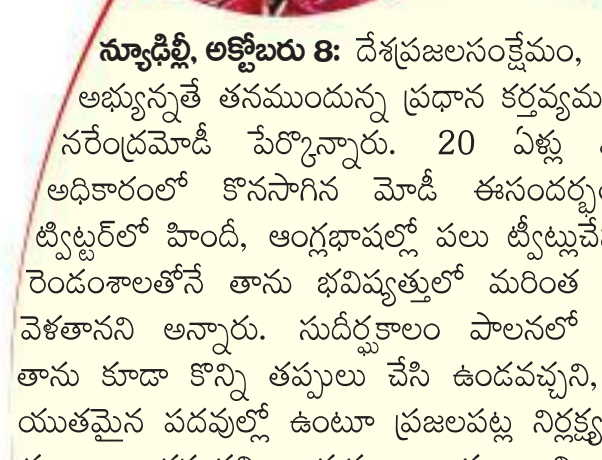 న్యూఢిల్లీ, అక్టోబరు 8: దేశప్రజలసంక్షేమం,
అభ్యున్నతే తనముందున్న ప్రధాన కర్తవ్యమ
నరేంద్రమోడీ పేర్కొన్నారు. 20 ఏళ్లు
అధికారంలో కొనసాగిన మోడీ ఈసందర్భం
ట్విట్టర్‌లో హిందీ, ఆంగ్లభాషల్లో పలు ట్వీట్లుచే
రెండంశాలతోనే తాను భవిష్యత్తులో మరింత
వెళతానని అన్నారు. సుదీర్ఘకాలం పాలనలో
తాను కూడా కొన్ని తప్పులు చేసి ఉండవచ్చని,
యుతమైన పదవుల్లో ఉంటూ ప్రజలపట్ల నిర్లక్ష్య